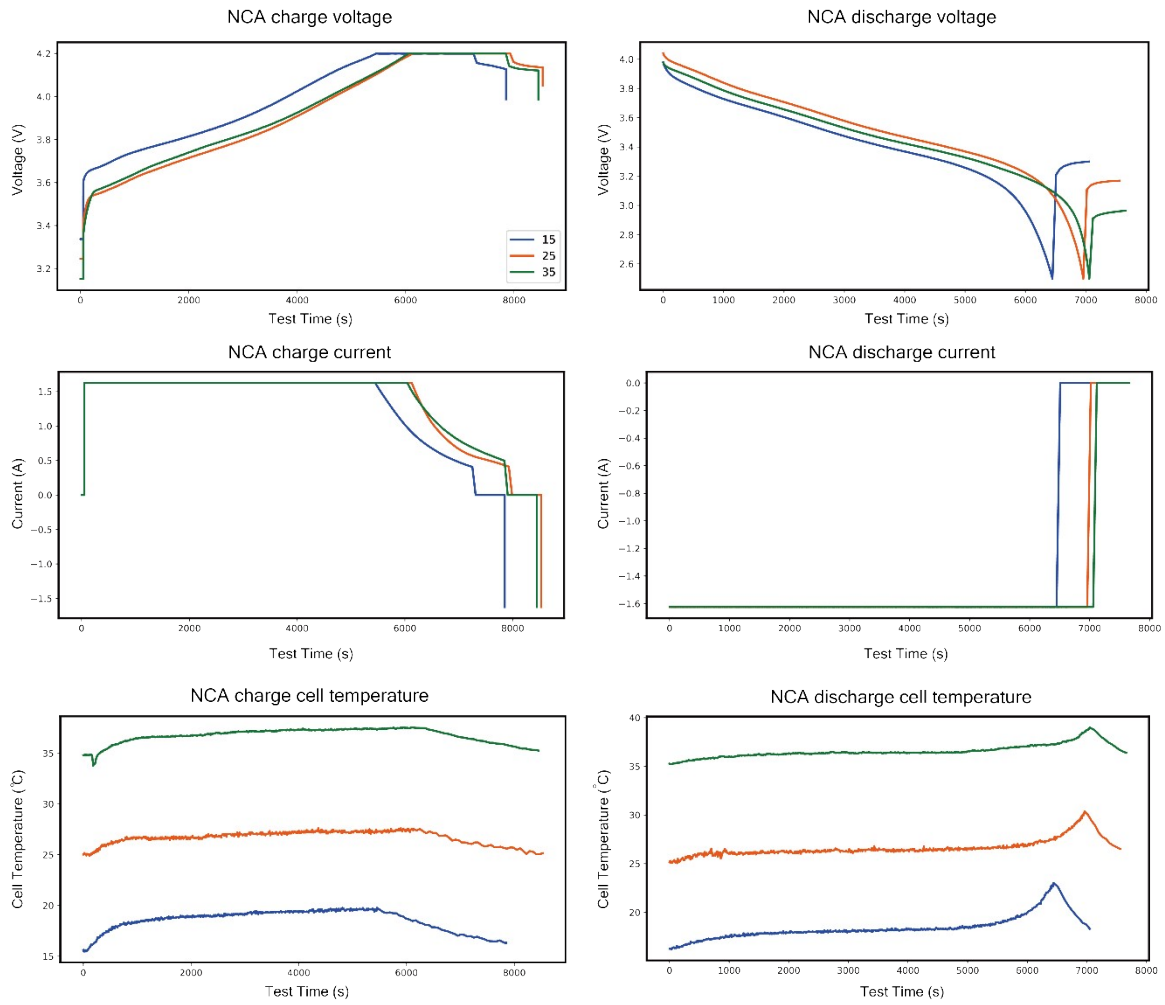 NCA charge voltage
4.2
4.0
3.8
3.6
3.4
3.2
Voltage (V)
15
25
35
0 2000 4000 6000 8000
Test Time (s)
NCA discharge voltage
4.0
3.8
3.6
3.4
3.2
3.0
2.8
2.6
Voltage (V)
0 1000 2000 3000 4000 5000 6000 7000 8000
Test Time (s)
NCA charge current
1.5
1.0
0.5
0.0
−0.5
−1.0
−1.5
Current (A)
0 2000 4000 6000 8000
Test Time (s)
NCA discharge current
0.0
−0.2
−0.4
−0.6
−0.8
−1.0
−1.2
−1.4
−1.6
Current (A)
0 1000 2000 3000 4000 5000 6000 7000 8000
Test Time (s)
NCA charge cell temperature
35
30
25
20
15
Cell Temperature (°C)
0 2000 4000 6000 8000
Test Time (s)
NCA discharge cell temperature
40
35
30
25
20
Cell Temperature (°C)
0 1000 2000 3000 4000 5000 6000 7000 8000
Test Time (s)